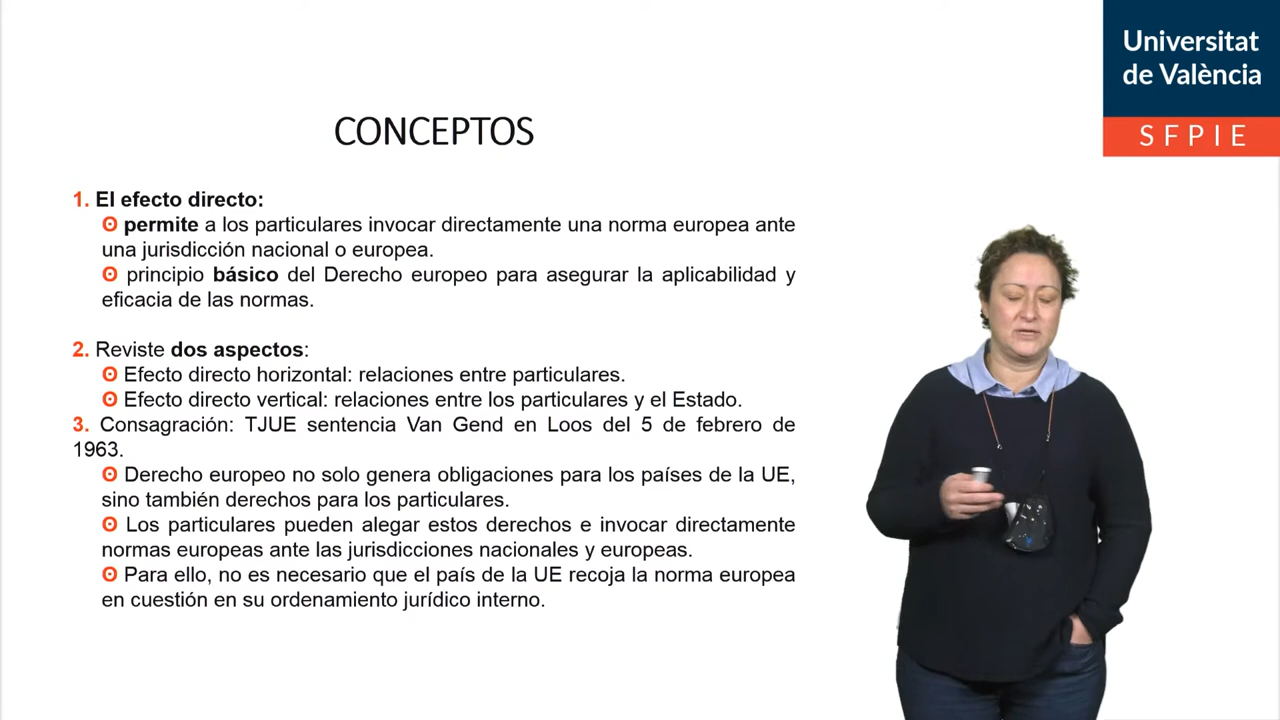 Universitat
de València
SFPIE
CONCEPTOS
1. El efecto directo:
ʘ permite a los particulares invocar directamente una norma europea ante
una jurisdicción nacional o europea.
ʘ principio básico del Derecho europeo para asegurar la aplicabilidad y
eficacia de las normas.
2. Reviste dos aspectos:
ʘ Efecto directo horizontal: relaciones entre particulares.
ʘ Efecto directo vertical: relaciones entre los particulares y el Estado.
3. Consagración: TJUE sentencia Van Gend en Loos del 5 de febrero de
1963.
ʘ Derecho europeo no solo genera obligaciones para los países de la UE,
sino también derechos para los particulares.
ʘ Los particulares pueden alegar estos derechos e invocar directamente
normas europeas ante las jurisdicciones nacionales y europeas.
ʘ Para ello, no es necesario que el país de la UE recoja la norma europea
en cuestión en su ordenamiento jurídico interno.